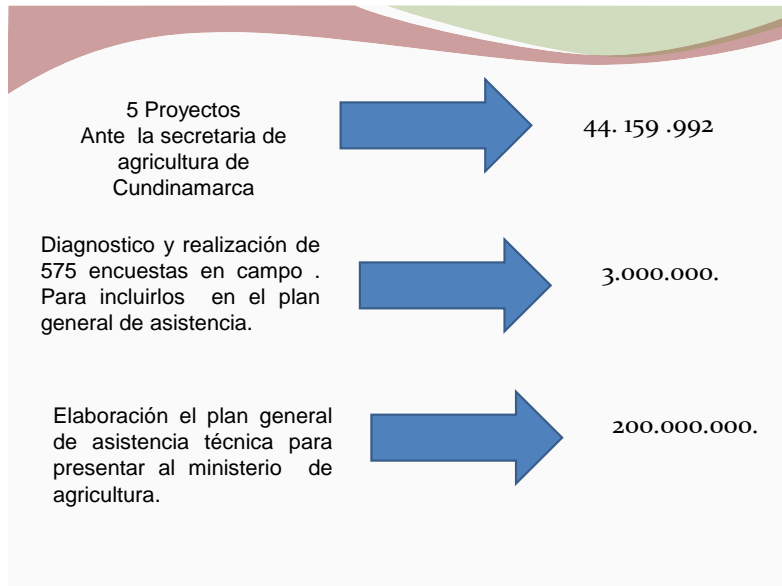 5 Proyectos
Ante la secretaria de
agricultura de
Cundinamarca
44. 159 .992
Diagnostico y realización de
575 encuestas en campo .
Para incluirlos en el plan
general de asistencia.
3.000.000.
Elaboración el plan general
de asistencia técnica para
presentar al ministerio de
agricultura.
200.000.000.